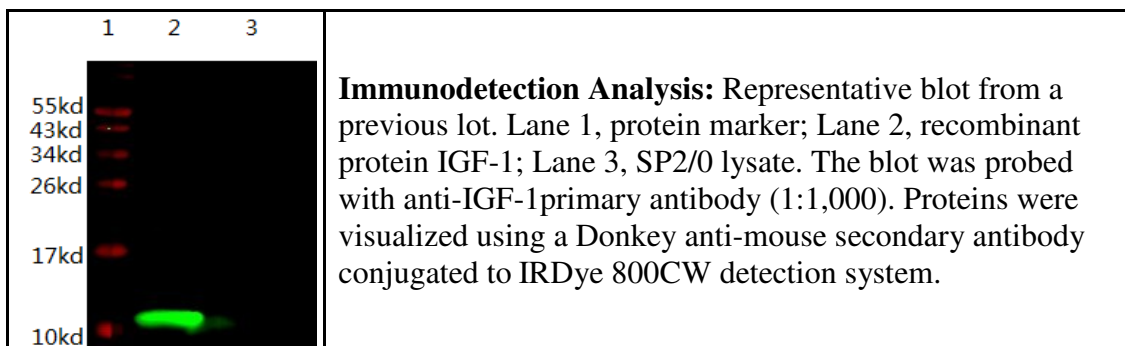 1 2 3
55kd
43kd
34kd
26kd
17kd
10kd
Immunodetection Analysis: Representative blot from a
previous lot. Lane 1, protein marker; Lane 2, recombinant
protein IGF-1; Lane 3, SP2/0 lysate. The blot was probed
with anti-IGF-1primary antibody (1:1,000). Proteins were
visualized using a Donkey anti-mouse secondary antibody
conjugated to IRDye 800CW detection system.